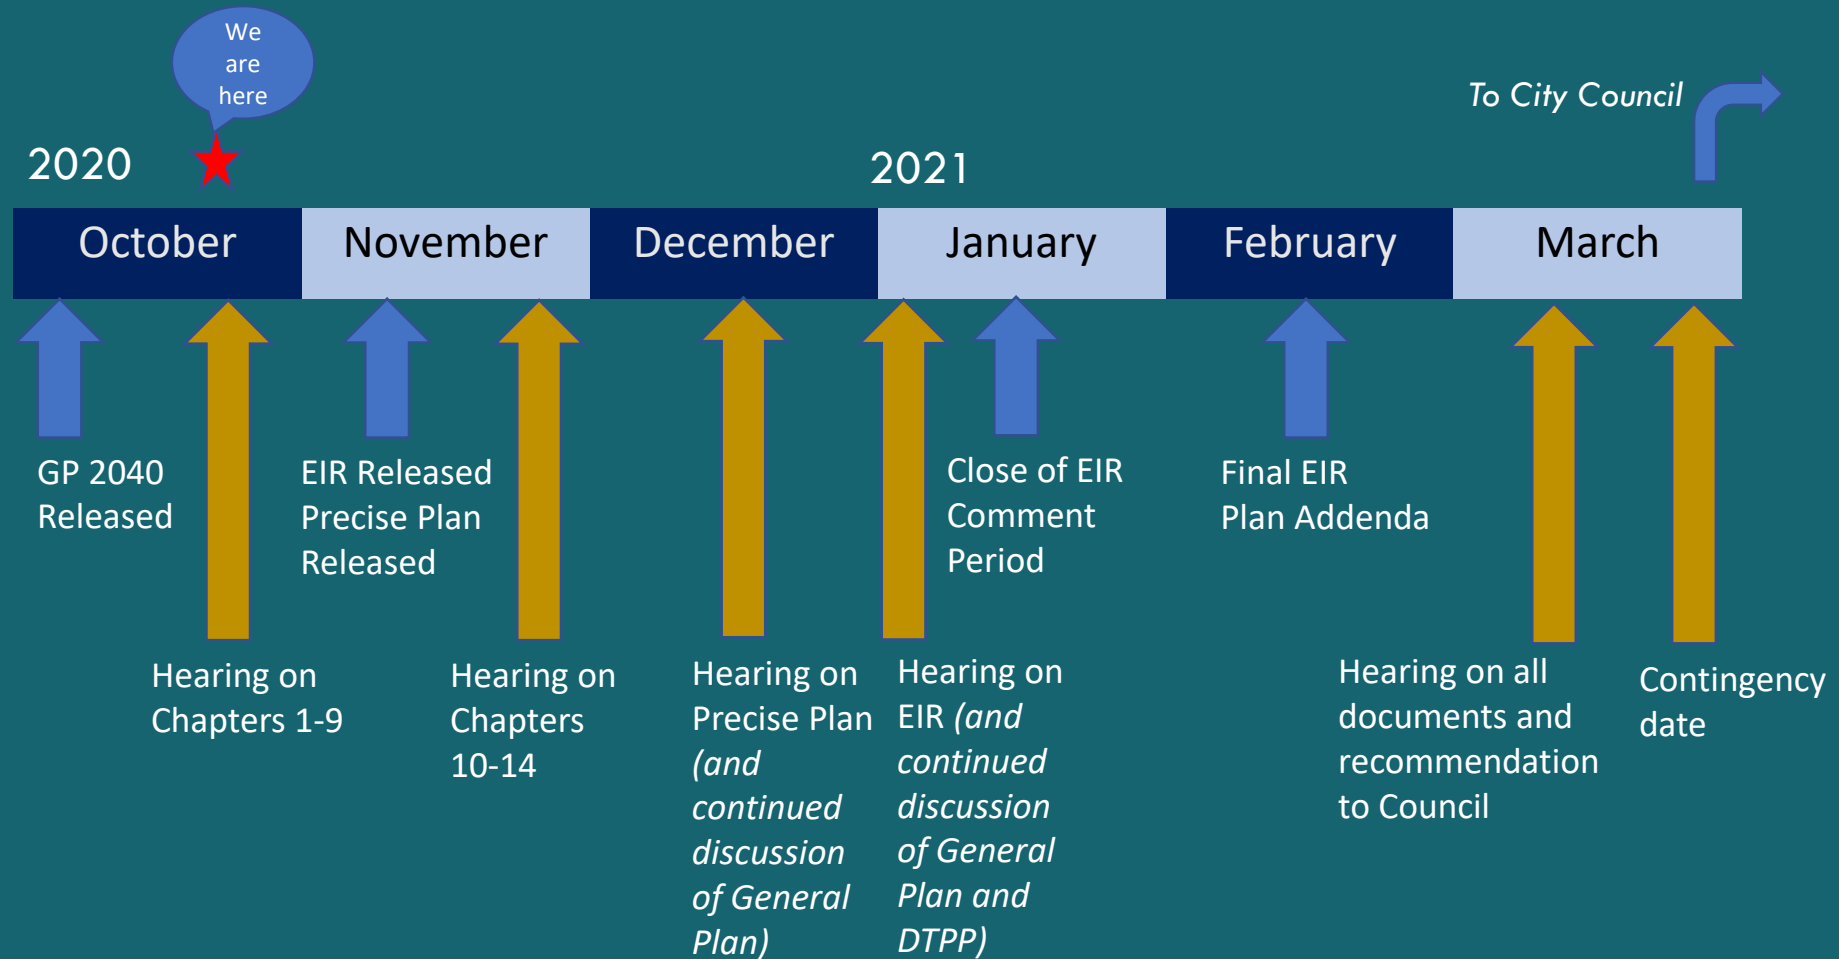 We
are
here
To City Council
2020
2021
October
November
December
January
February
March
GP 2040
Released
EIR Released
Precise Plan
Released
Close of EIR
Comment
Period
Final EIR
Plan Addenda
Hearing on
Chapters 1-9
Hearing on
Chapters
10-14
Hearing on
Precise Plan
(and
continued
discussion
of General
Plan)
Hearing on
EIR (and
continued
discussion
of General
Plan and
DTPP)
Hearing on all
documents and
recommendation
to Council
Contingency
date